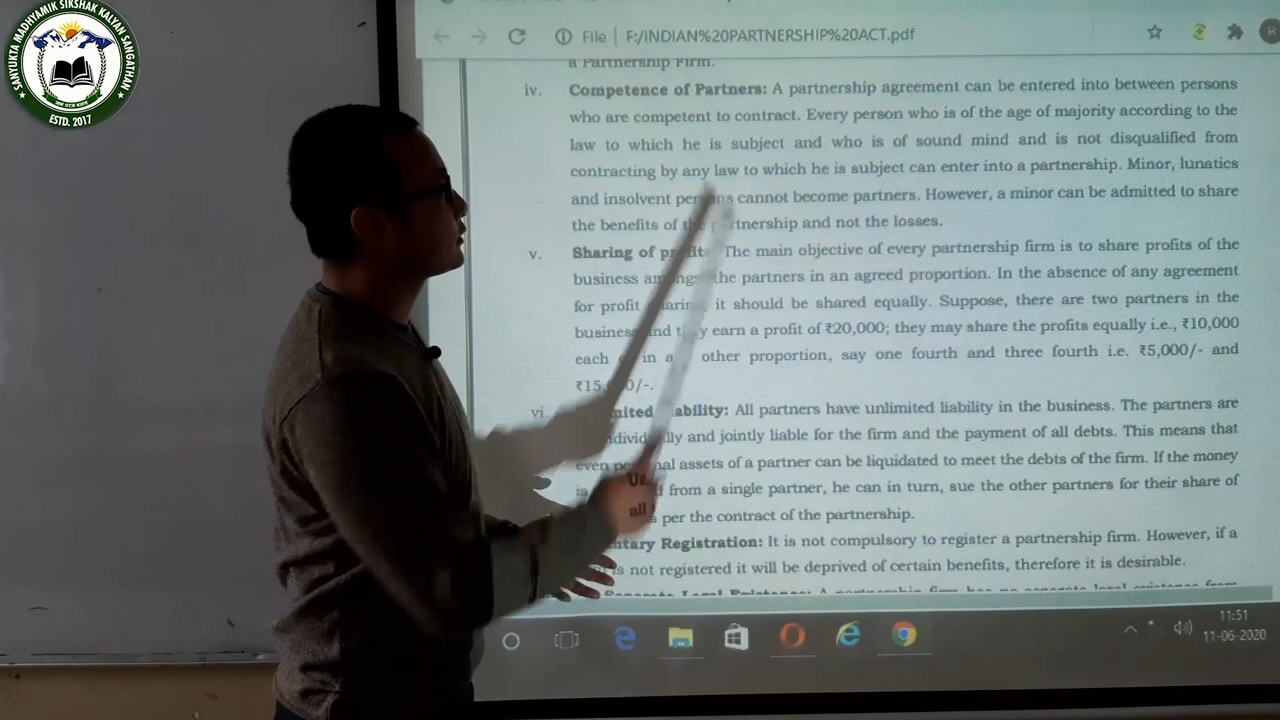 SANYUKTA MADHYAMIK SIKSHAK KALYAN SANGATHAN
ESTD. 2017
File | F:/INDIAN%20PARTNERSHIP%20ACT.pdf
a Partnership Firm.
iv. Competence of Partners: A partnership agreement can be entered into between persons
who are competent to contract. Every person who is of the age of majority according to the
law to which he is subject and who is of sound mind and is not disqualified from
contracting by any law to which he is subject can enter into a partnership. Minor, lunatics
and insolvent persons cannot become partners. However, a minor can be admitted to share
the benefits of the partnership and not the losses.
v. Sharing of profit The main objective of every partnership firm is to share profits of the
business amongst the partners in an agreed proportion. In the absence of any agreement
for profit sharing it should be shared equally. Suppose, there are two partners in the
business and they earn a profit of ₹20,000; they may share the profits equally i.e., ₹10,000
each in other proportion, say one fourth and three fourth i.e. ₹5,000/- and
₹15, 0/-.
vi Liability: All partners have unlimited liability in the business. The partners are
and jointly liable for the firm and the payment of all debts. This means that
even assets of a partner can be liquidated to meet the debts of the firm. If the money
is from a single partner, he can in turn, sue the other partners for their share of
all per the contract of the partnership.
Registration: It is not compulsory to register a partnership firm. However, if a
is not registered it will be deprived of certain benefits, therefore it is desirable.
11:51
11-06-2020